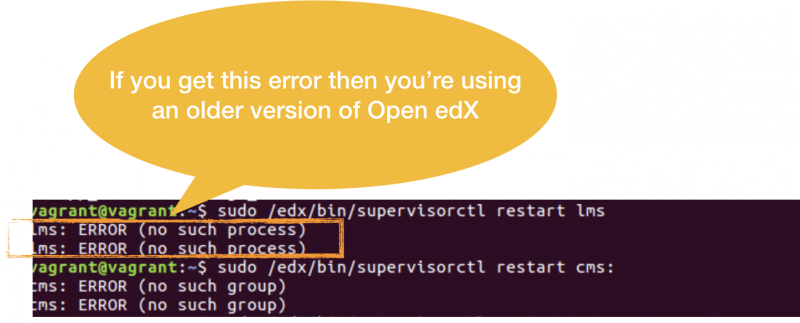 If you get this error then you’re using
an older version of Open edX
vagrant@vagrant:~$ sudo /edx/bin/supervisorctl restart lms
lms: ERROR (no such process)
lms: ERROR (no such process)
vagrant@vagrant:~$ sudo /edx/bin/supervisorctl restart cms:
cms: ERROR (no such group)
cms: ERROR (no such group)